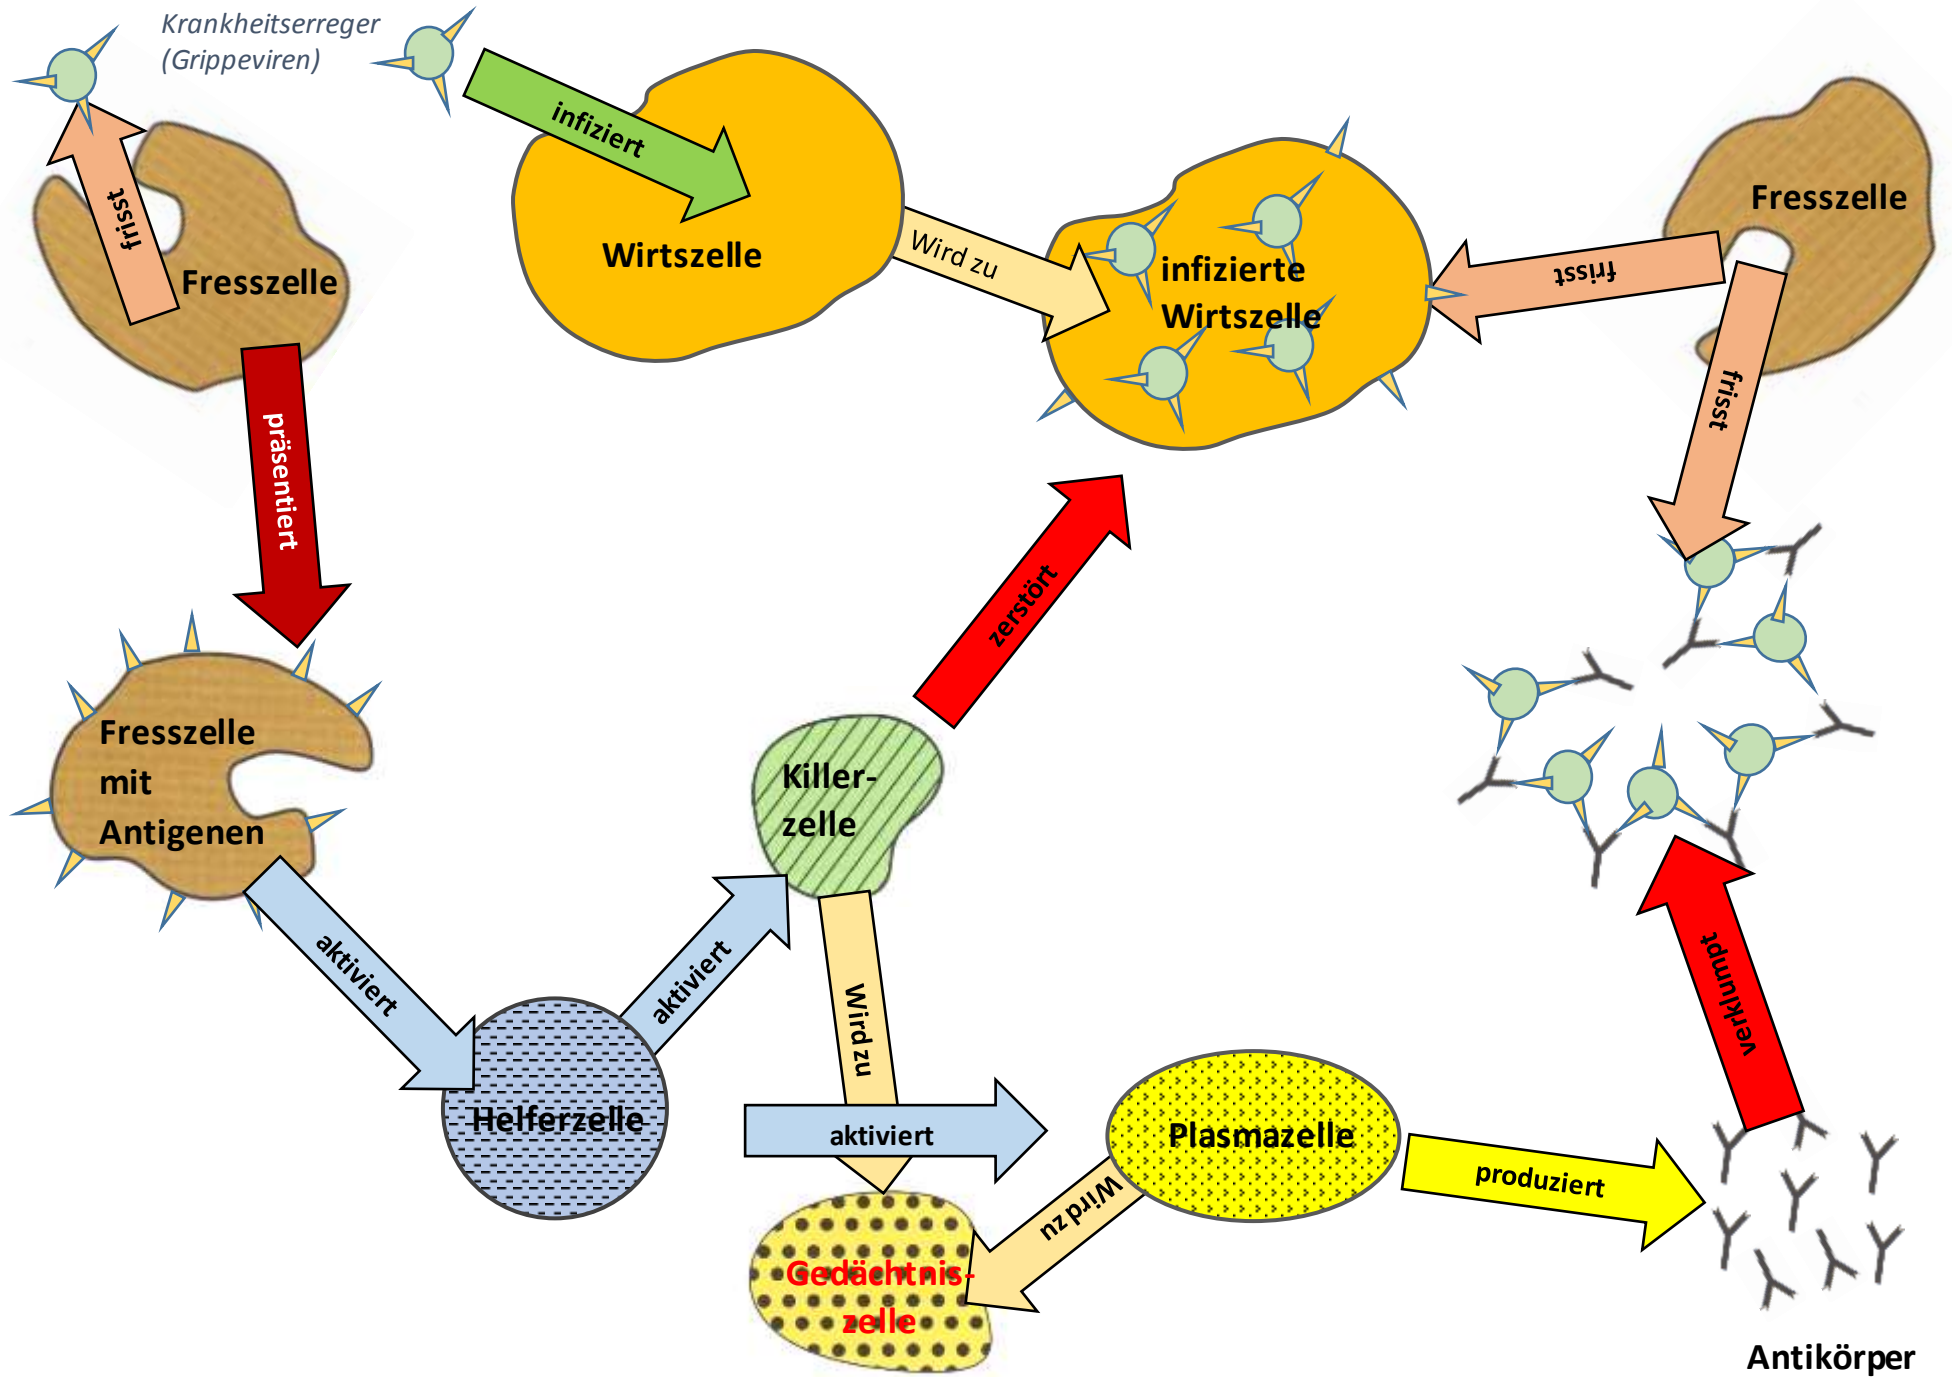 Krankheitserreger
(Grippeviren)
infiziert
frisst
Fresszelle
Wirtszelle
Wird zu
infizierte
Wirtszelle
frisst
Fresszelle
frisst
präsentiert
zerstört
Fresszelle
mit
Antigenen
Killer-
zelle
aktiviert
aktiviert
Wird zu
verklumpt
Helferzelle
aktiviert
Plasmazelle
produziert
Wird zu
Gedächtnis-
zelle
Antikörper